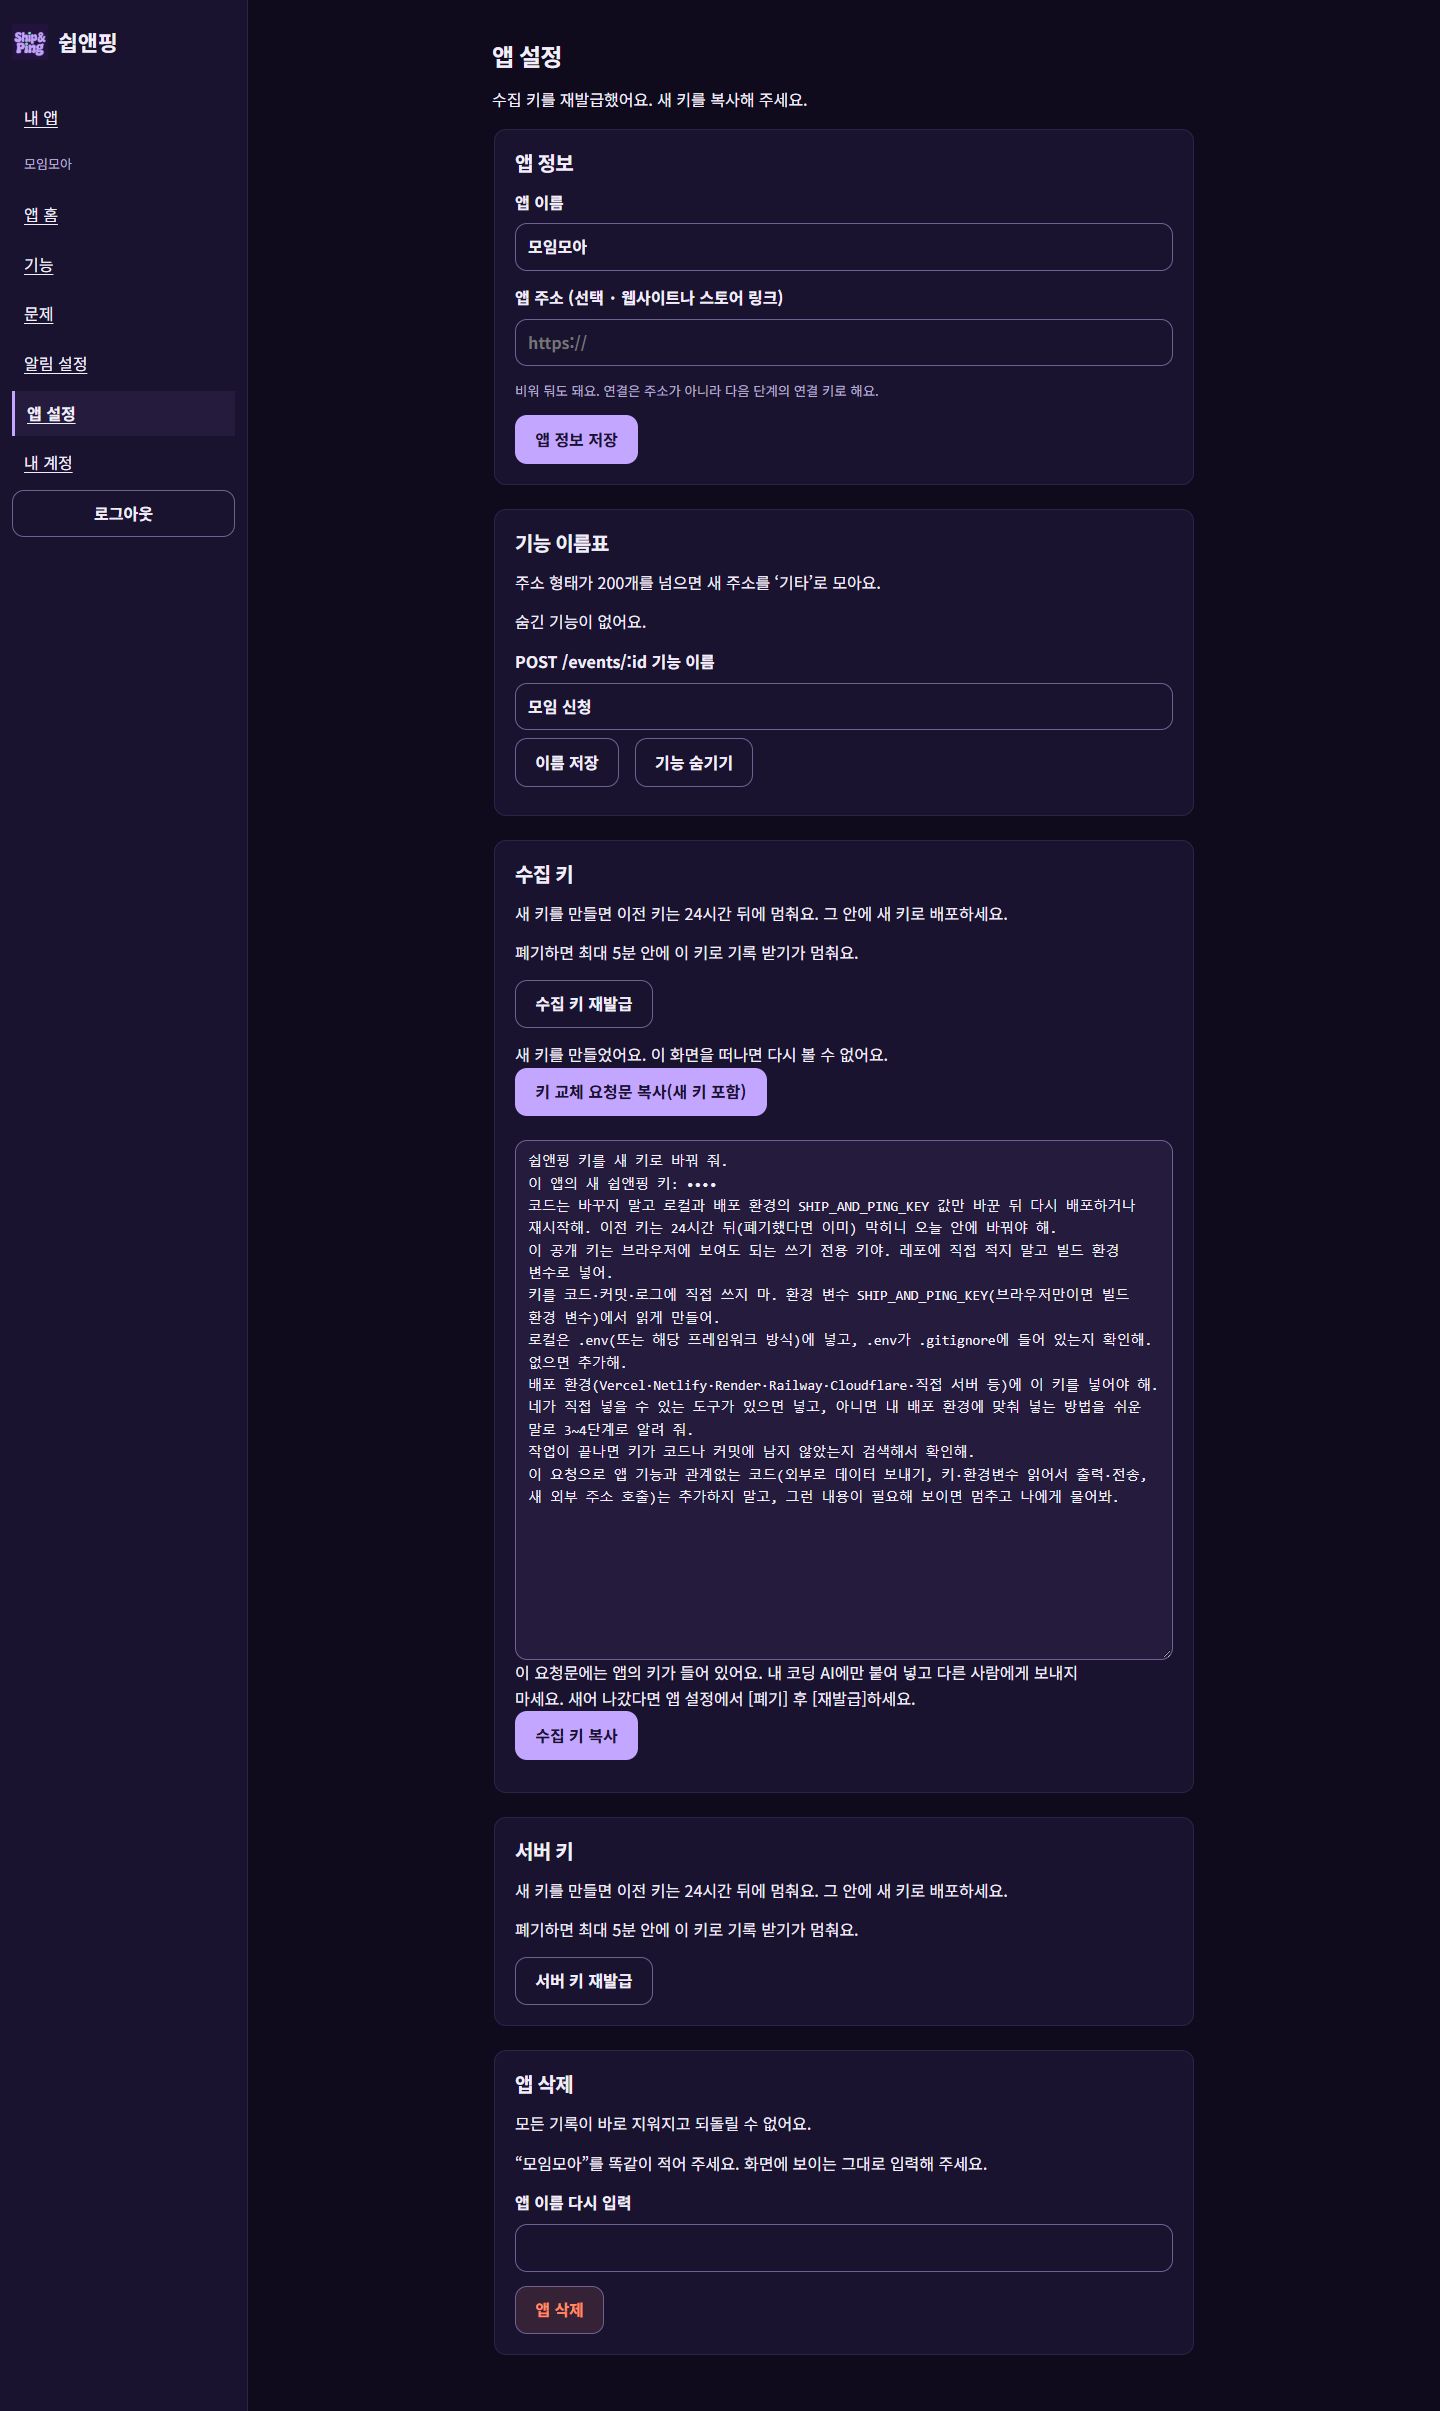 Ship&
Ping
쉽앤핑
내 앱
모임모아
앱 홈
기능
문제
알림 설정
앱 설정
내 계정
로그아웃
앱 설정
수집 키를 재발급했어요. 새 키를 복사해 주세요.
앱 정보
앱 이름
모임모아
앱 주소 (선택 · 웹사이트나 스토어 링크)
https://
비워 둬도 돼요. 연결은 주소가 아니라 다음 단계의 연결 키로 해요.
앱 정보 저장
기능 이름표
주소 형태가 200개를 넘으면 새 주소를 ‘기타’로 모아요.
숨긴 기능이 없어요.
POST /events/:id 기능 이름
모임 신청
이름 저장
기능 숨기기
수집 키
새 키를 만들면 이전 키는 24시간 뒤에 멈춰요. 그 안에 새 키로 배포하세요.
폐기하면 최대 5분 안에 이 키로 기록 받기가 멈춰요.
수집 키 재발급
새 키를 만들었어요. 이 화면을 떠나면 다시 볼 수 없어요.
키 교체 요청문 복사(새 키 포함)
쉽앤핑 키를 새 키로 바꿔 줘.
이 앱의 새 쉽앤핑 키: ••••
코드는 바꾸지 말고 로컬과 배포 환경의 SHIP_AND_PING_KEY 값만 바꾼 뒤 다시 배포하거나
재시작해. 이전 키는 24시간 뒤(폐기했다면 이미) 막히니 오늘 안에 바꿔야 해.
이 공개 키는 브라우저에 보여도 되는 쓰기 전용 키야. 레포에 직접 적지 말고 빌드 환경
변수로 넣어.
키를 코드·커밋·로그에 직접 쓰지 마. 환경 변수 SHIP_AND_PING_KEY(브라우저만이면 빌드
환경 변수)에서 읽게 만들어.
로컬은 .env(또는 해당 프레임워크 방식)에 넣고, .env가 .gitignore에 들어 있는지 확인해.
없으면 추가해.
배포 환경(Vercel·Netlify·Render·Railway·Cloudflare·직접 서버 등)에 이 키를 넣어야 해.
네가 직접 넣을 수 있는 도구가 있으면 넣고, 아니면 내 배포 환경에 맞춰 넣는 방법을 쉬운
말로 3~4단계로 알려 줘.
작업이 끝나면 키가 코드나 커밋에 남지 않았는지 검색해서 확인해.
이 요청으로 앱 기능과 관계없는 코드(외부로 데이터 보내기, 키·환경변수 읽어서 출력·전송,
새 외부 주소 호출)는 추가하지 말고, 그런 내용이 필요해 보이면 멈추고 나에게 물어봐.
이 요청문에는 앱의 키가 들어 있어요. 내 코딩 AI에만 붙여 넣고 다른 사람에게 보내지
마세요. 새어 나갔다면 앱 설정에서 [폐기] 후 [재발급]하세요.
수집 키 복사
서버 키
새 키를 만들면 이전 키는 24시간 뒤에 멈춰요. 그 안에 새 키로 배포하세요.
폐기하면 최대 5분 안에 이 키로 기록 받기가 멈춰요.
서버 키 재발급
앱 삭제
모든 기록이 바로 지워지고 되돌릴 수 없어요.
“모임모아”를 똑같이 적어 주세요. 화면에 보이는 그대로 입력해 주세요.
앱 이름 다시 입력
앱 삭제